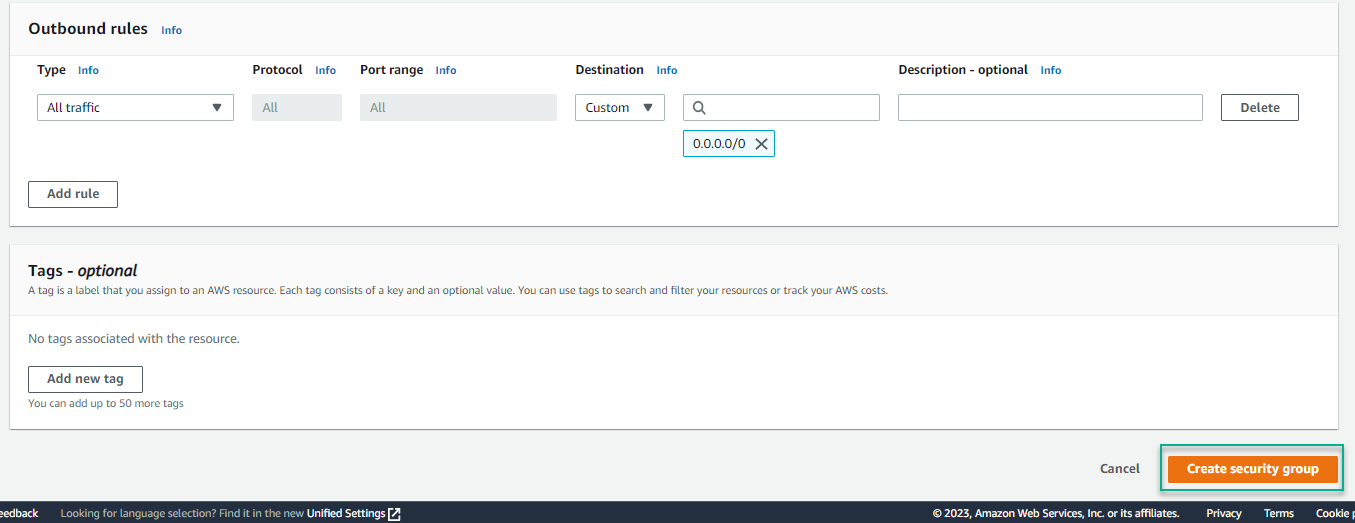 Outbound rules Info
Type Info Protocol Info Port range Info Destination Info Description - optional Info
All traffic All All Custom Delete
0.0.0.0/0
Add rule
Tags - optional
A tag is a label that you assign to an AWS resource. Each tag consists of a key and an optional value. You can use tags to search and filter your resources or track your AWS costs.
No tags associated with the resource.
Add new tag
You can add up to 50 more tags
Cancel Create security group
eedback Looking for language selection? Find it in the new Unified Settings © 2023, Amazon Web Services, Inc. or its affiliates. Privacy Terms Cookie p